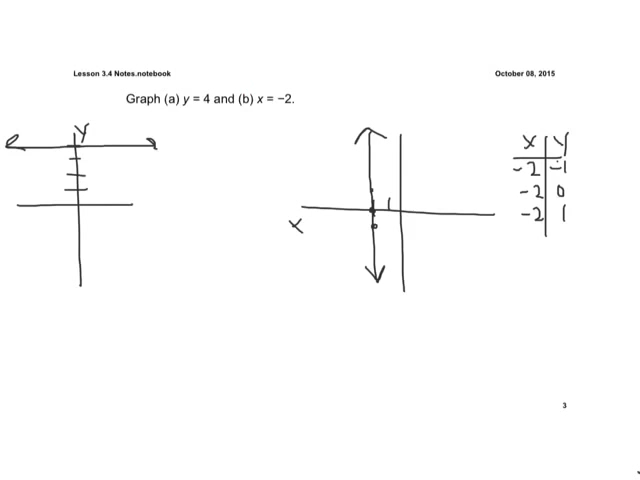 Lesson 3.4 Notes.notebook
October 08, 2015
Graph (a) y = 4 and (b) x = −2.
y
x
x y
-2 -1
-2 0
-2 1
3